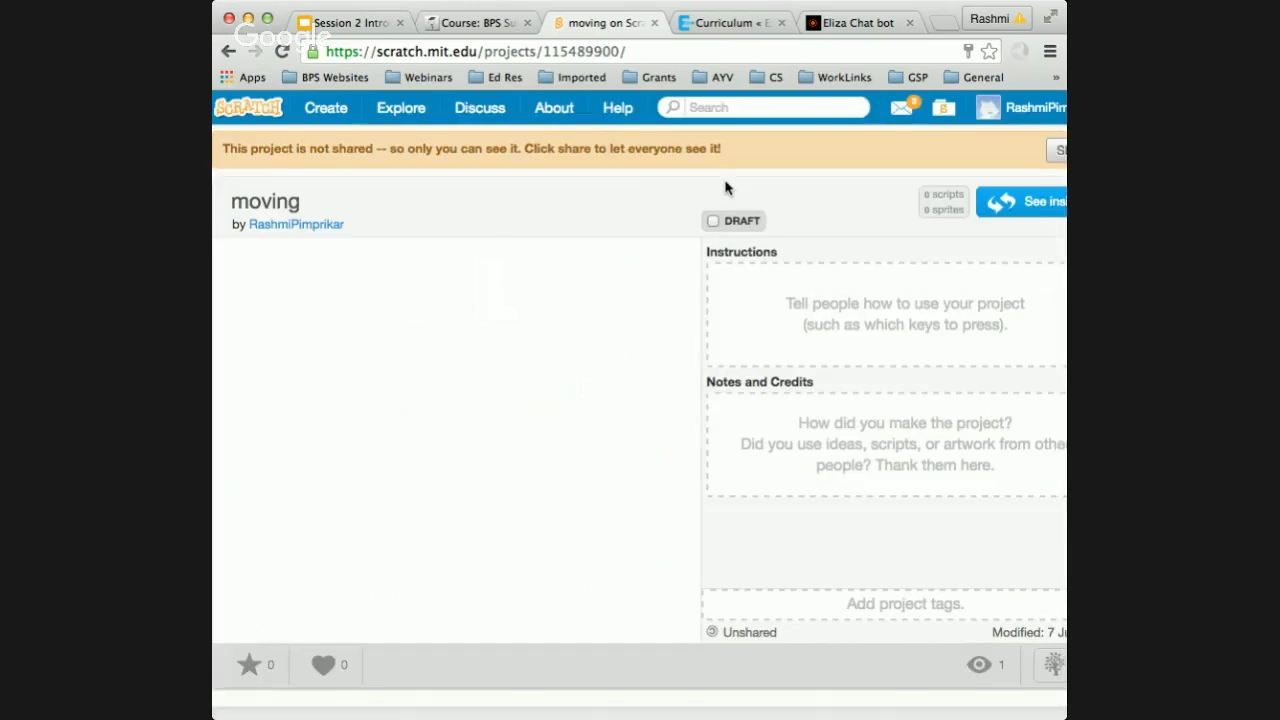 Session 2 Intro
Course: BPS Su
moving on Scra
Curriculum « E
Eliza Chat bot
Rashmi
Google
https://scratch.mit.edu/projects/115489900/
Apps
BPS Websites
Webinars
Ed Res
Imported
Grants
AYV
CS
WorkLinks
GSP
General
»
SCRATCH
Create
Explore
Discuss
About
Help
Search
RashmiPim
This project is not shared -- so only you can see it. Click share to let everyone see it!
moving
by RashmiPimprikar
0 scripts
0 sprites
See insi
DRAFT
Instructions
Tell people how to use your project
(such as which keys to press).
Notes and Credits
How did you make the project?
Did you use ideas, scripts, or artwork from othe
people? Thank them here.
Add project tags.
Unshared
Modified: 7 Ju
0
0
1